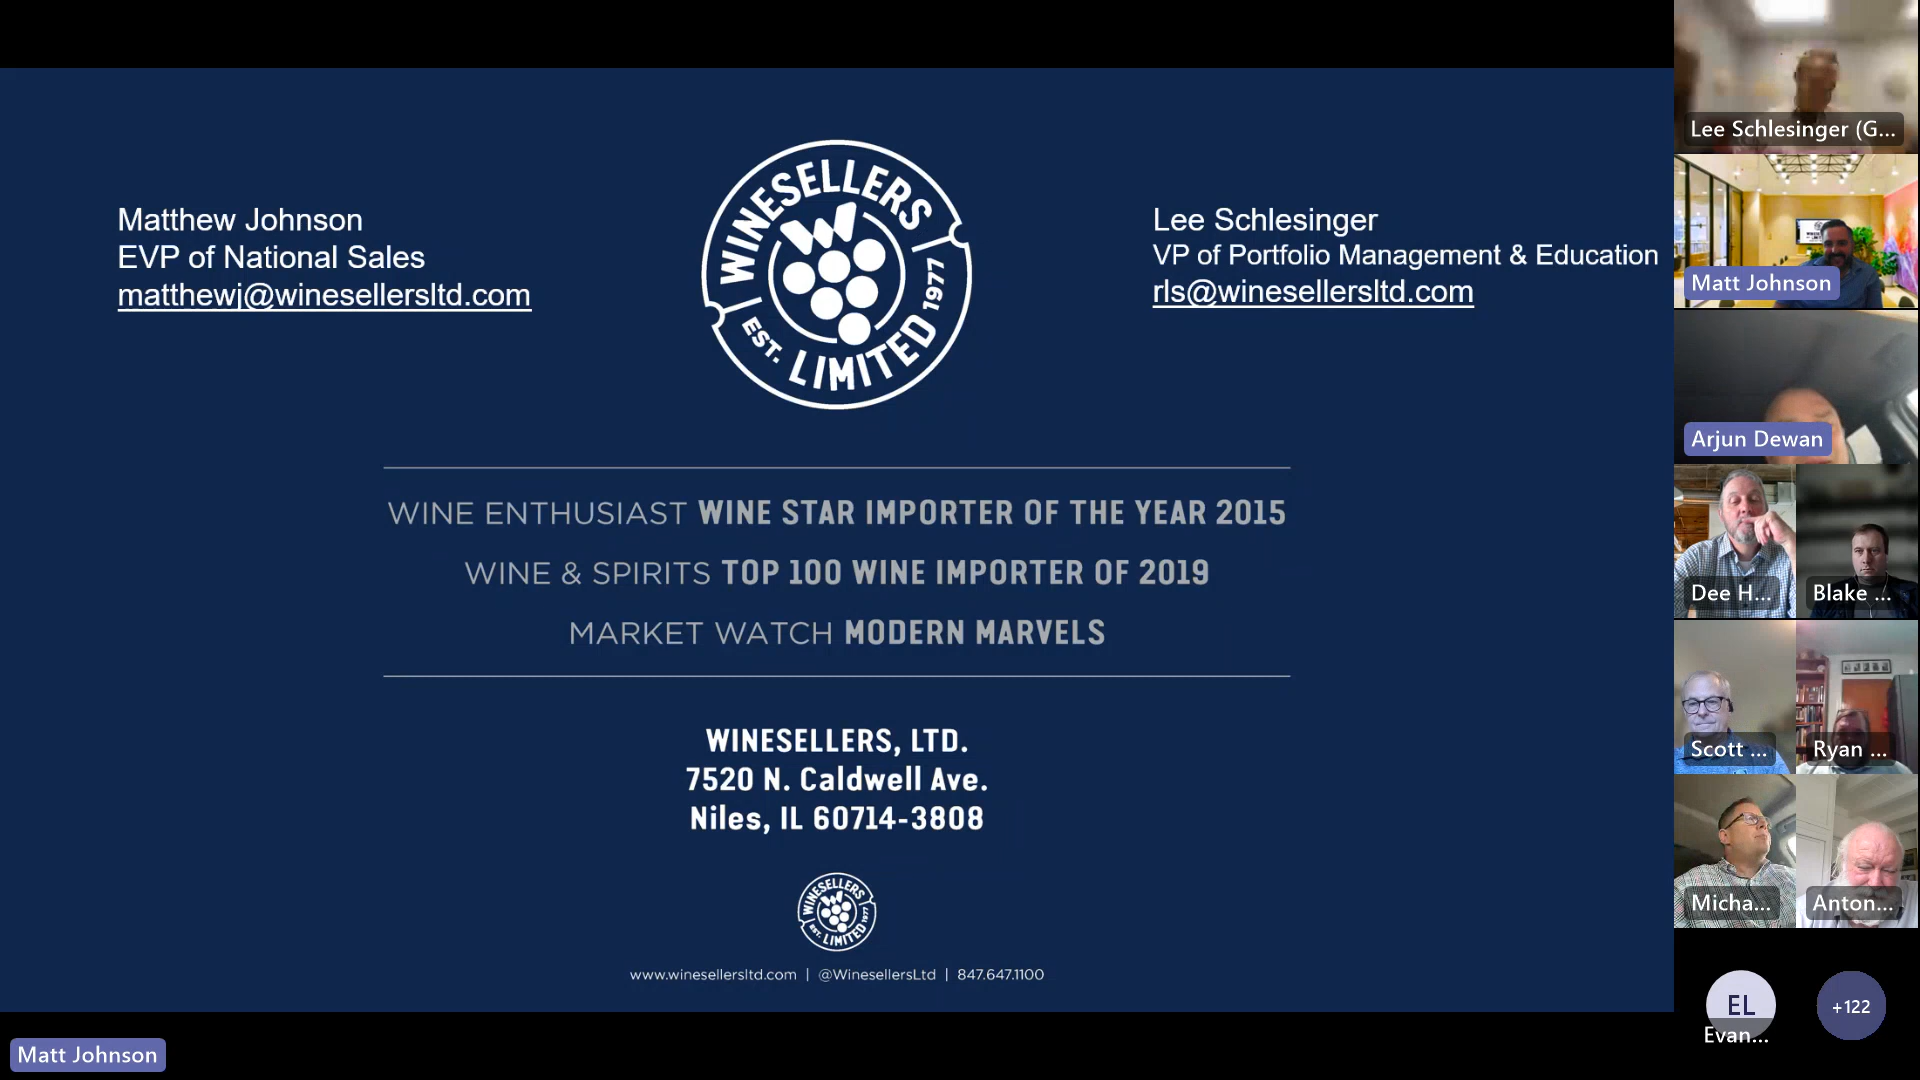 Matthew Johnson
EVP of National Sales
matthewj@winesellersltd.com
WINESELLERS
LIMITED
EST. 1977
Lee Schlesinger
VP of Portfolio Management & Education
rls@winesellersltd.com
WINE ENTHUSIAST WINE STAR IMPORTER OF THE YEAR 2015
WINE & SPIRITS TOP 100 WINE IMPORTER OF 2019
MARKET WATCH MODERN MARVELS
WINESELLERS, LTD.
7520 N. Caldwell Ave.
Niles, IL 60714-3808
WINESELLERS
LIMITED
EST. 1977
www.winesellersltd.com | @WinesellersLtd | 847.647.1100
Matt Johnson
Lee Schlesinger (G...
Matt Johnson
Arjun Dewan
Dee H...
Blake ...
Scott ...
Ryan ...
Micha...
Anton...
EL
Evan...
+122